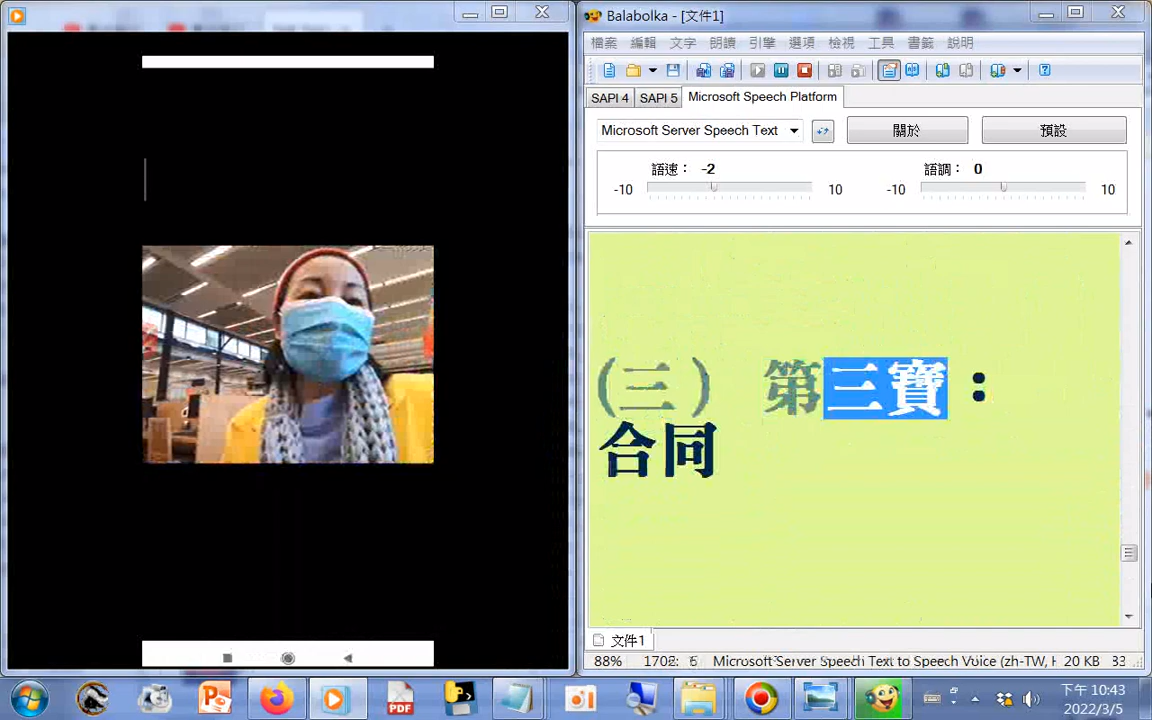 Balabolka - [文件1]
檔案 編輯 文字 朗讀 引擎 選項 檢視 工具 書籤 說明
SAPI 4 SAPI 5 Microsoft Speech Platform
Microsoft Server Speech Text 關於 預設
語速： -2 語調： 0
-10 10 -10 10
(三) 第三寶：
合同
文件1
88% Microsoft Server Speech Text to Speech Voice (zh-TW, 20 KB
PDF
下午 10:43
2022/3/5